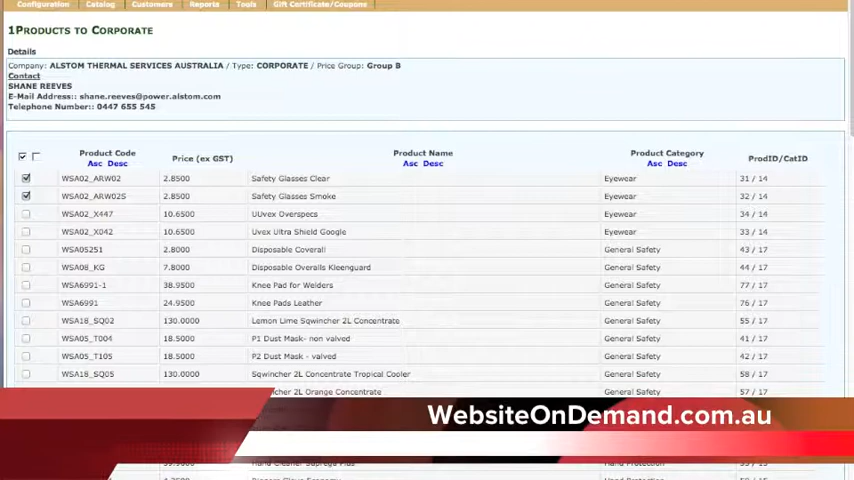 Configuration Catalog Customers Reports Tools Gift Certificate/Coupons
1Products to Corporate
Details
Company: ALSTOM THERMAL SERVICES AUSTRALIA / Type: CORPORATE / Price Group: Group B
Contact
SHANE REEVES
E-Mail Address:: shane.reeves@power.alstom.com
Telephone Number:: 0447 655 545
Product Code Price (ex GST) Product Name Product Category ProdID/CatID
Asc Desc Asc Desc Asc Desc
WSA02_ARW02 2.8500 Safety Glasses Clear Eyewear 31 / 14
WSA02_ARW02S 2.8500 Safety Glasses Smoke Eyewear 32 / 14
WSA02_X447 10.6500 UUvex Overspecs Eyewear 34 / 14
WSA02_X042 10.6500 Uvex Ultra Shield Google Eyewear 33 / 14
WSA05251 2.8000 Disposable Coverall General Safety 43 / 17
WSA08_KG 7.8000 Disposable Overalls Kleenguard General Safety 44 / 17
WSA6991-1 38.9500 Knee Pad for Welders General Safety 77 / 17
WSA6991 24.9500 Knee Pads Leather General Safety 76 / 17
WSA18_SQ02 130.0000 Lemon Lime Sqwincher 2L Concentrate General Safety 55 / 17
WSA05_T004 18.5000 P1 Dust Mask- non valved General Safety 41 / 17
WSA05_T105 18.5000 P2 Dust Mask - valved General Safety 42 / 17
WSA18_SQ05 130.0000 Sqwincher 2L Concentrate Tropical Cooler General Safety 58 / 17
2L Orange Concentrate General Safety 57 / 17
WebsiteOnDemand.com.au